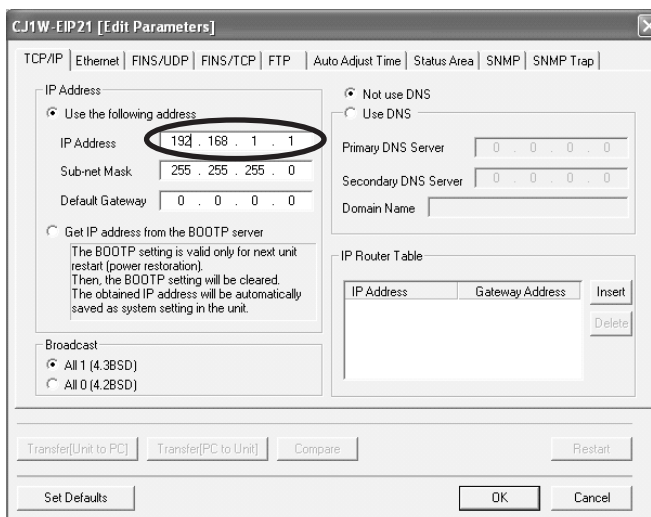 CJ1W-EIP21 [Edit Parameters]
TCP/IP Ethernet FINS/UDP FINS/TCP FTP Auto Adjust Time Status Area SNMP SNMP Trap
IP Address
Use the following address
IP Address 192 . 168 . 1 . 1
Sub-net Mask 255 . 255 . 255 . 0
Default Gateway 0 . 0 . 0 . 0
Get IP address from the BOOTP server
The BOOTP setting is valid only for next unit
restart (power restoration).
Then, the BOOTP setting will be cleared.
The obtained IP address will be automatically
saved as system setting in the unit.
Broadcast
All 1 (4.3BSD)
All 0 (4.2BSD)
Not use DNS
Use DNS
Primary DNS Server 0 . 0 . 0 . 0
Secondary DNS Server 0 . 0 . 0 . 0
Domain Name
IP Router Table
IP Address Gateway Address
Insert
Delete
Transfer[Unit to PC] Transfer[PC to Unit] Compare Restart
Set Defaults OK Cancel